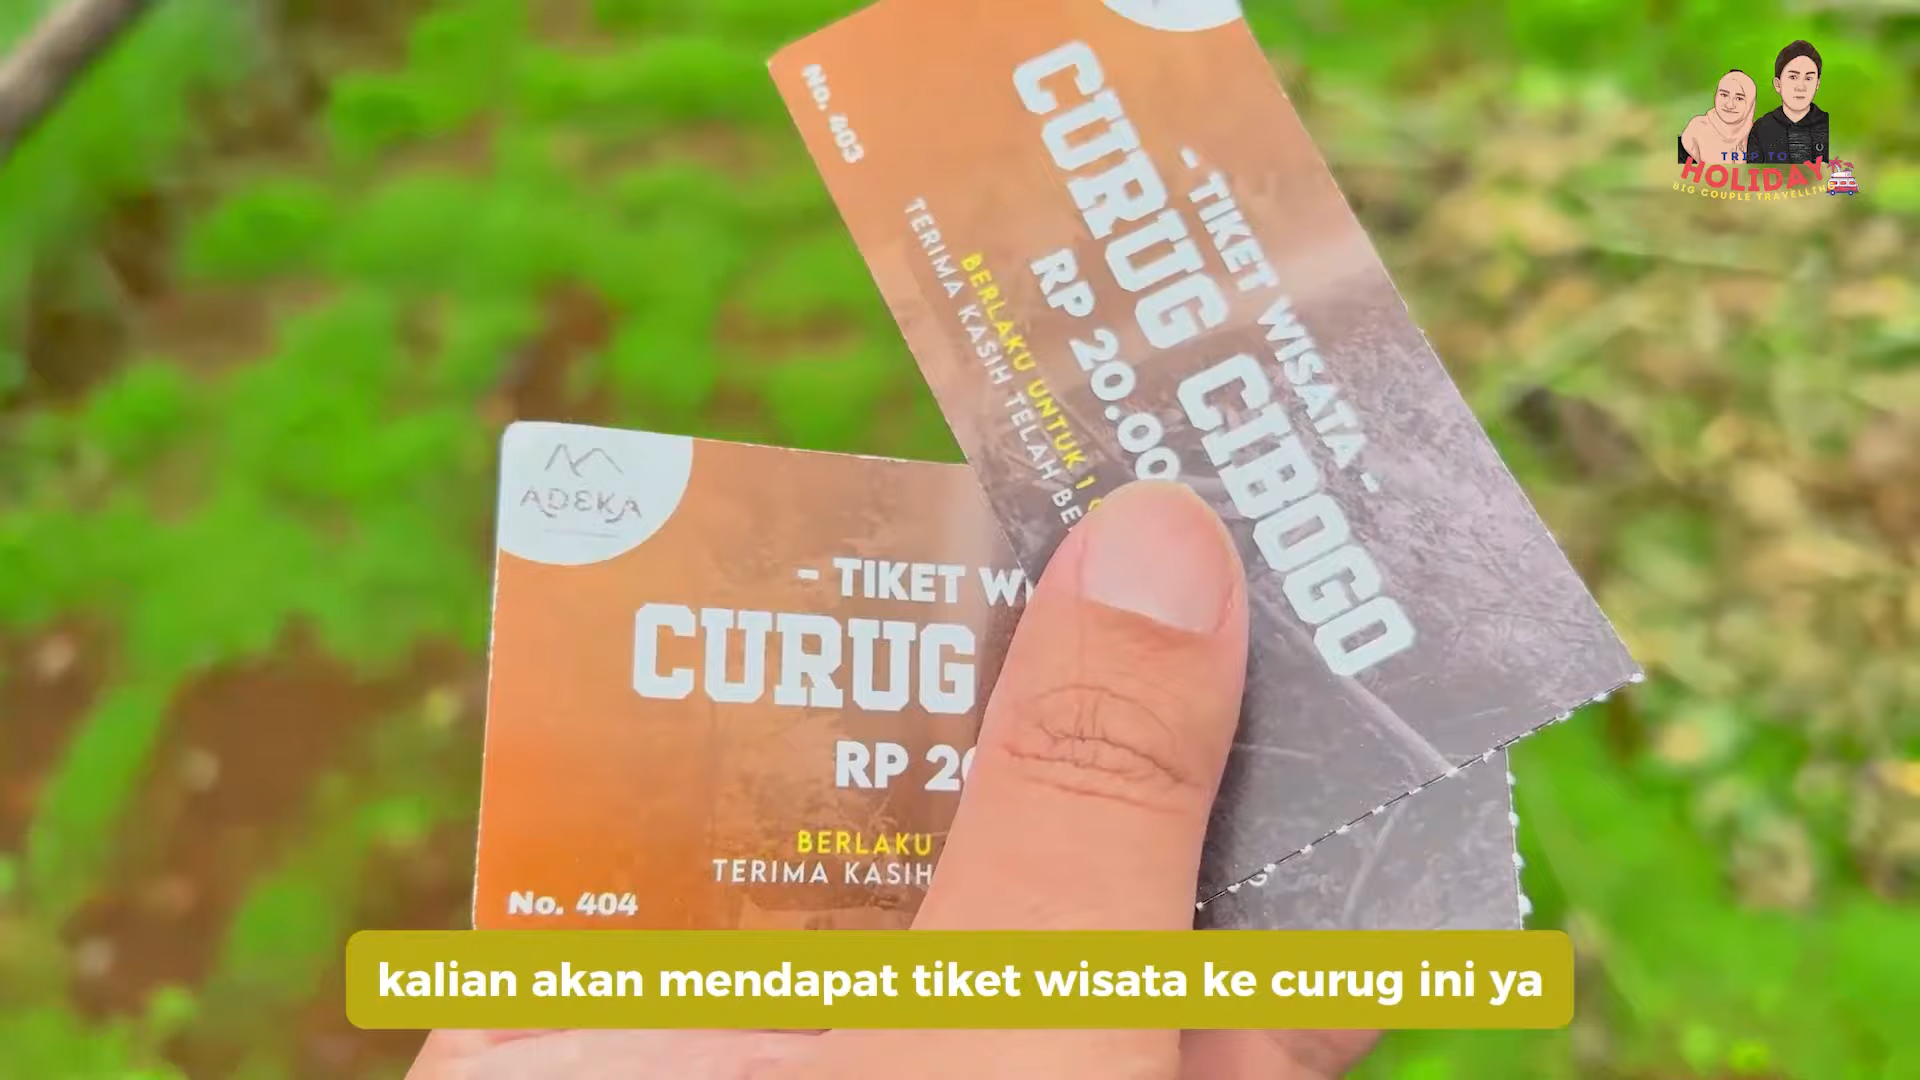 TRIP TO
HOLIDAY
BIG COUPLE TRAVELLING
No. 403
- TIKET WISATA -
CURUG CIBOGO
RP 20.00
BERLAKU UNTUK 1
TERIMA KASIH TELAH BE
ADEKA
- TIKET W
CURUG
RP 20
BERLAKU
TERIMA KASIH
No. 404
kalian akan mendapat tiket wisata ke curug ini ya